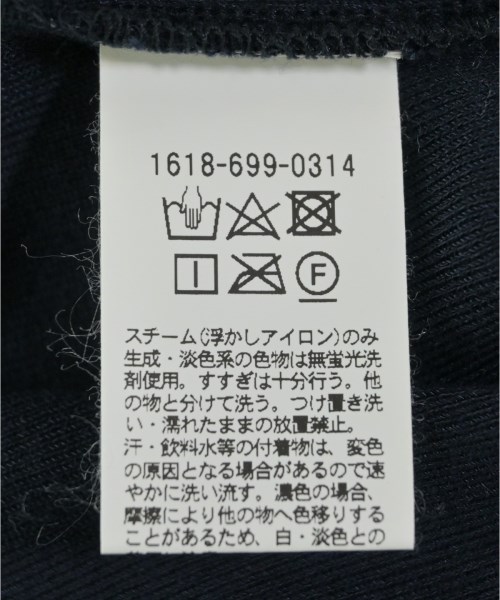 1618-699-0314
F
スチーム(浮かしアイロン)のみ
生成・淡色系の色物は無蛍光洗
剤使用。すすぎは十分行う。他
の物と分けて洗う。つけ置き洗
い・濡れたままの放置禁止。
汗・飲料水等の付着物は、変色
の原因となる場合があるので速
やかに洗い流す。濃色の場合、
摩擦により他の物へ色移りする
ことがあるため、白・淡色との